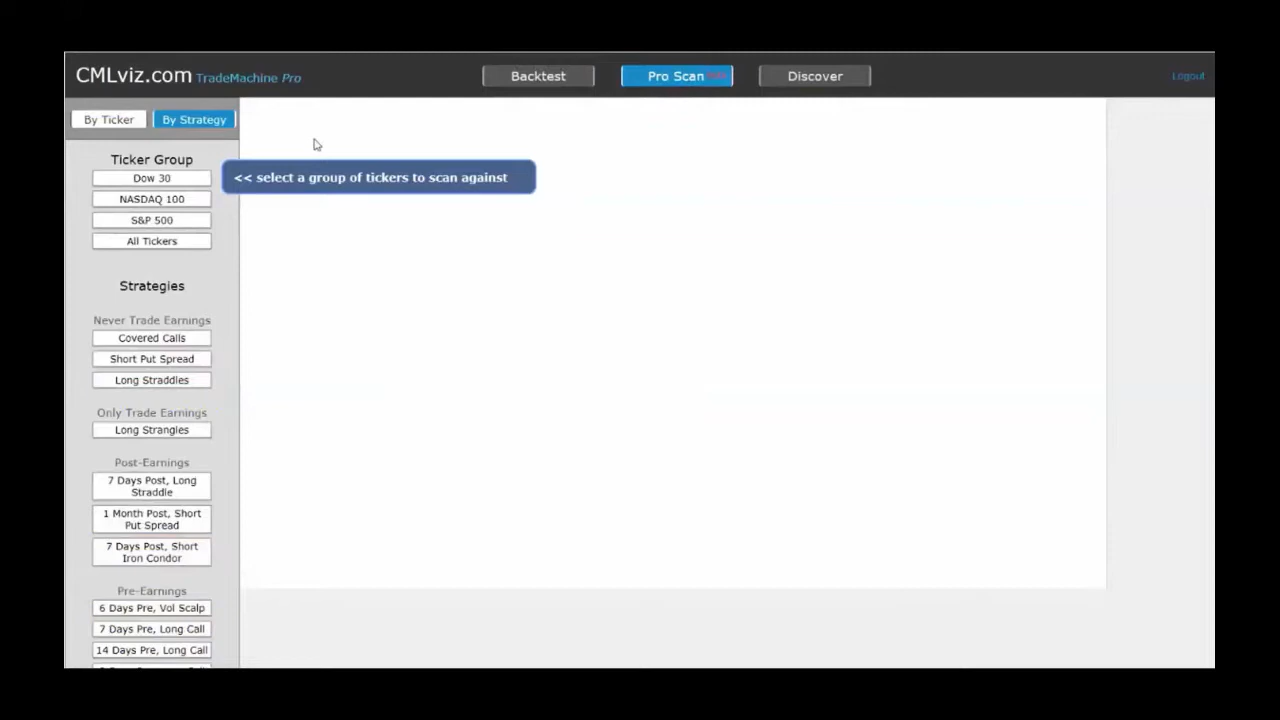 CMLviz.com TradeMachine Pro
Backtest
Pro Scan
Discover
Logout
By Ticker
By Strategy
Ticker Group
Dow 30
<< select a group of tickers to scan against
NASDAQ 100
S&P 500
All Tickers
Strategies
Never Trade Earnings
Covered Calls
Short Put Spread
Long Straddles
Only Trade Earnings
Long Strangles
Post-Earnings
7 Days Post, Long
Straddle
1 Month Post, Short
Put Spread
7 Days Post, Short
Iron Condor
Pre-Earnings
6 Days Pre, Vol Scalp
7 Days Pre, Long Call
14 Days Pre, Long Call